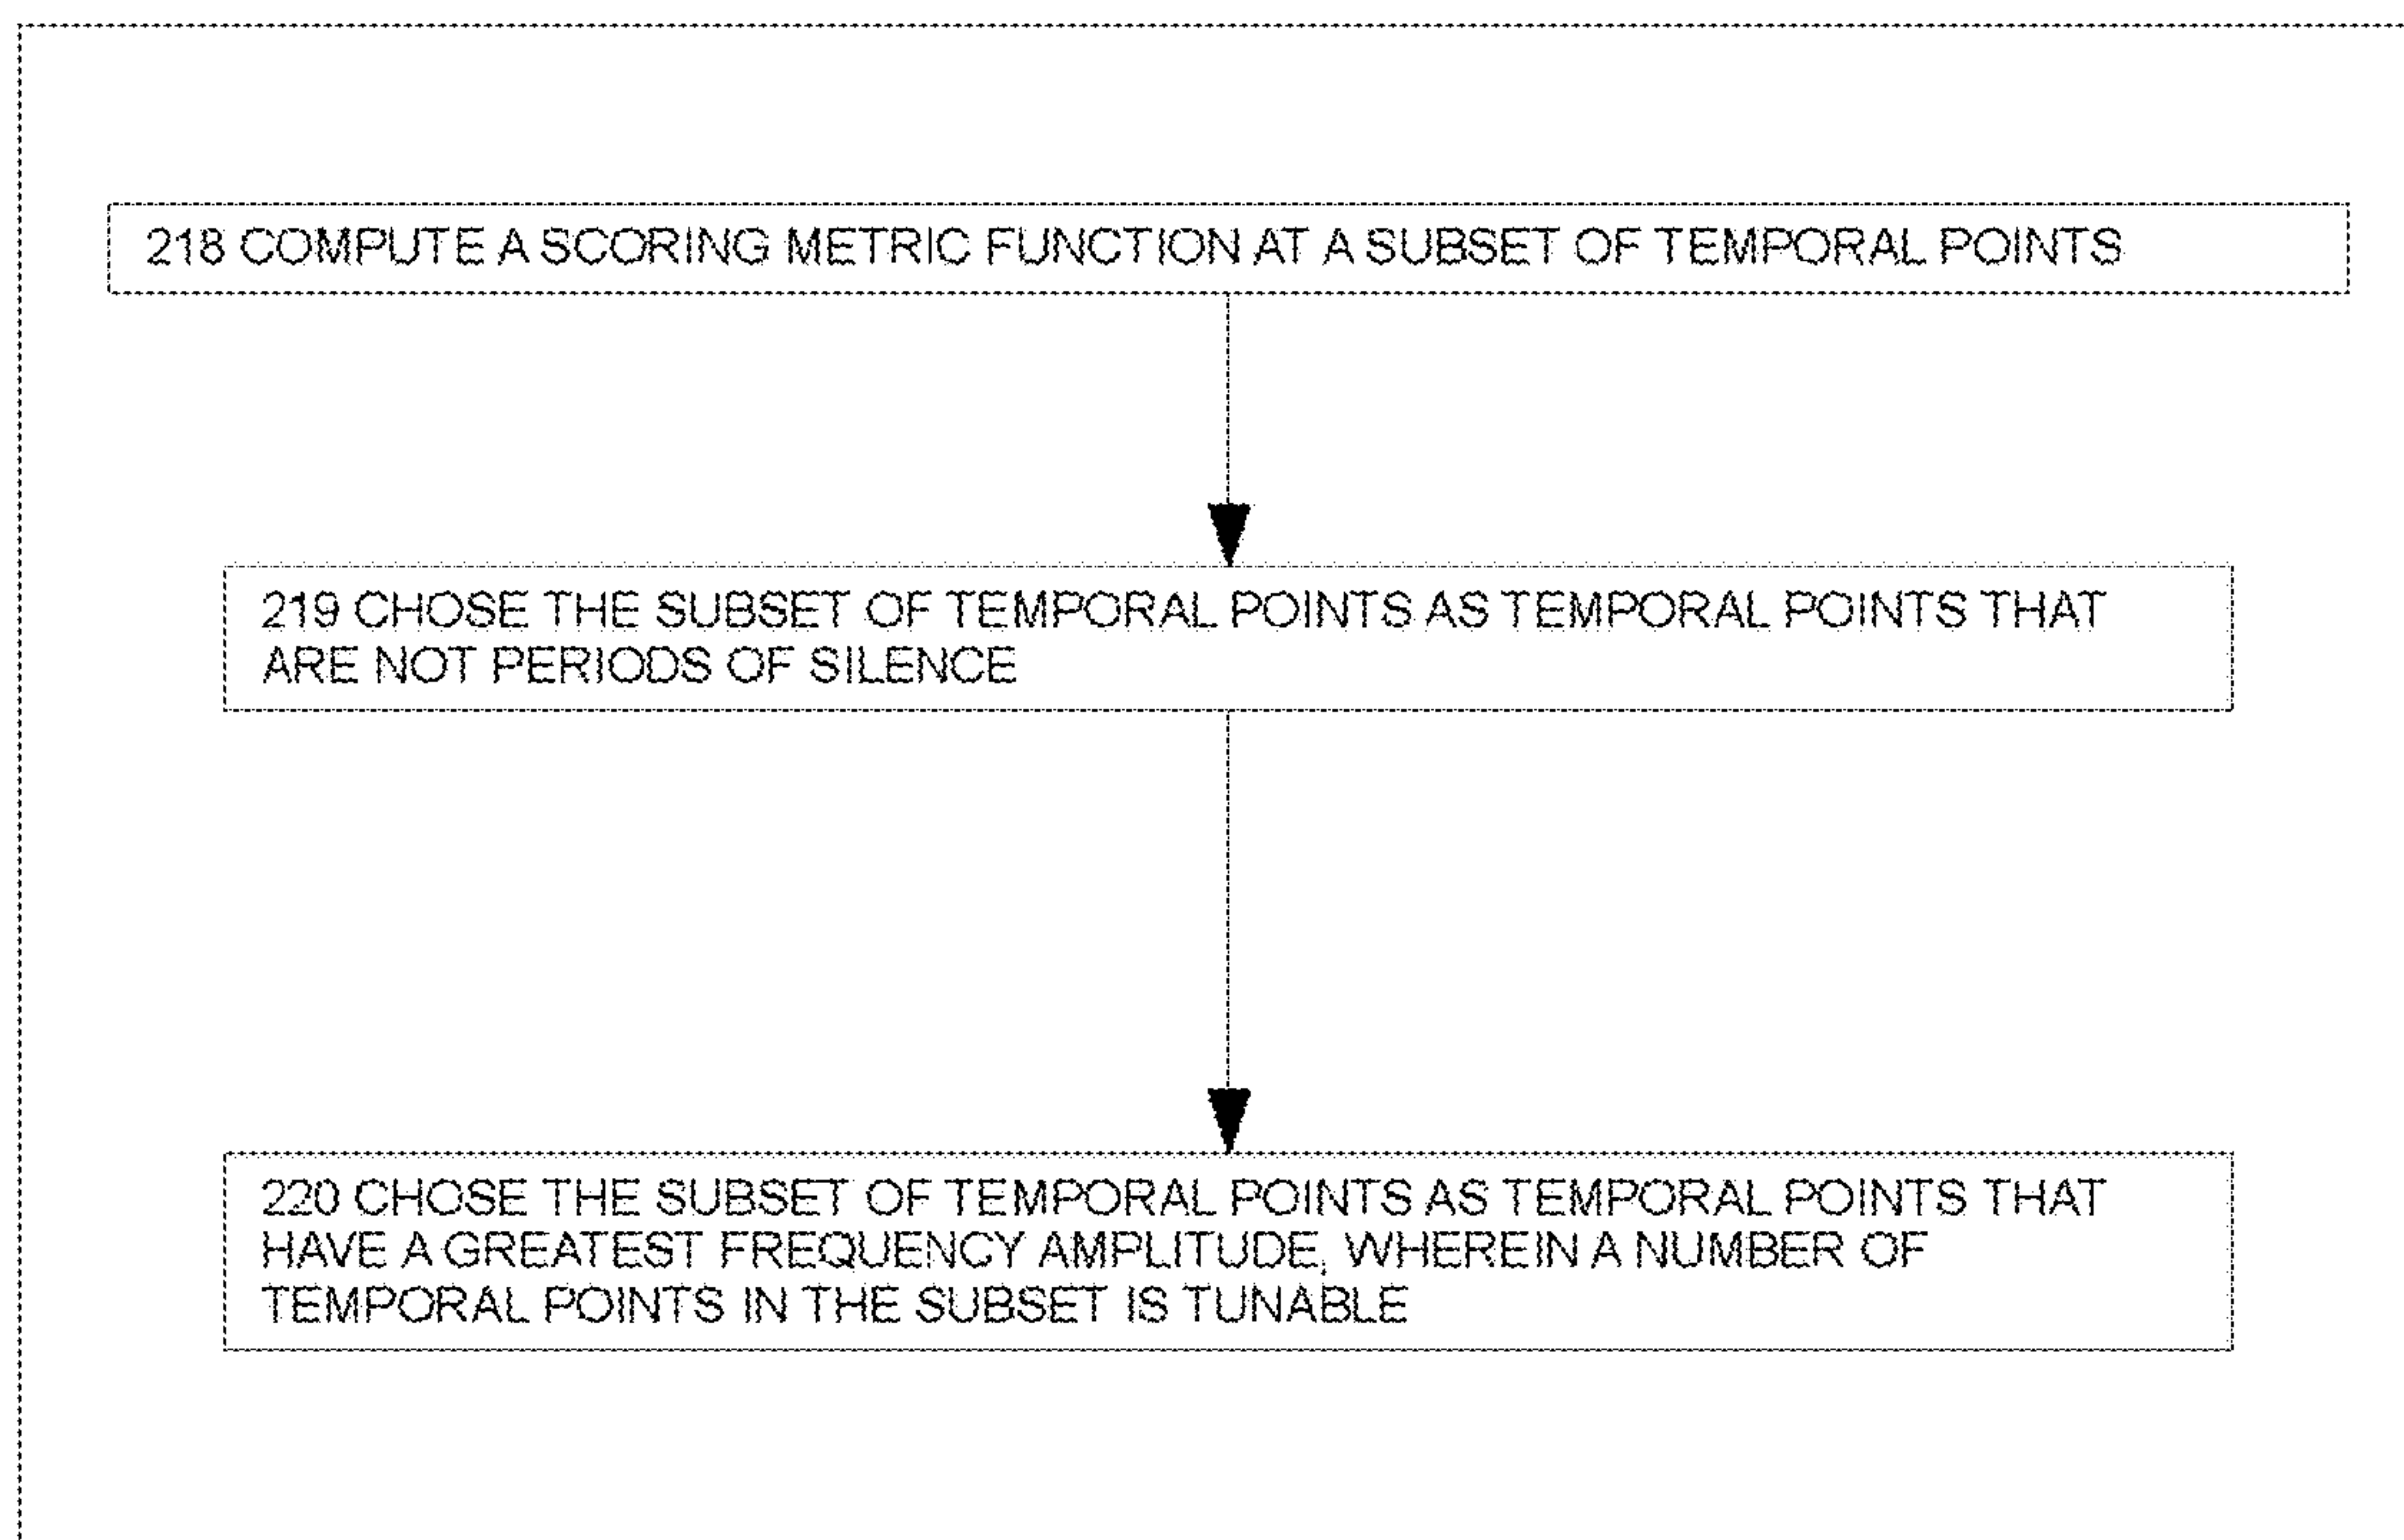 218 COMPUTE A SCORING METRIC FUNCTION AT A SUBSET OF TEMPORAL POINTS
219 CHOSE THE SUBSET OF TEMPORAL POINTS AS TEMPORAL POINTS THAT
ARE NOT PERIODS OF SILENCE
220 CHOSE THE SUBSET OF TEMPORAL POINTS AS TEMPORAL POINTS THAT
HAVE A GREATEST FREQUENCY AMPLITUDE, WHEREIN A NUMBER OF
TEMPORAL POINTS IN THE SUBSET IS TUNABLE